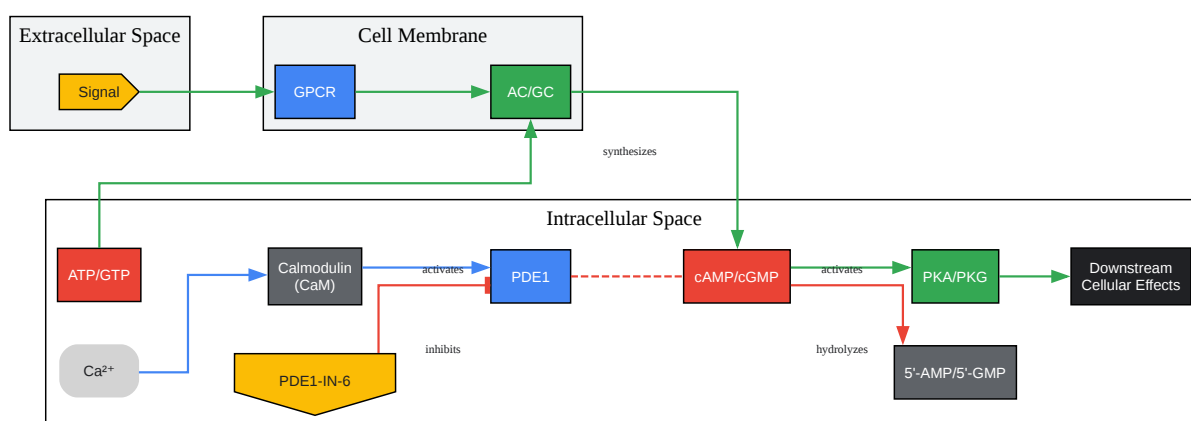 Extracellular Space
Cell Membrane
Signal
GPCR
AC/GC
synthesizes
Intracellular Space
ATP/GTP
Calmodulin
(CaM)
activates
PDE1
cAMP/cGMP
activates
PKA/PKG
Downstream
Cellular Effects
Ca²⁺
PDE1-IN-6
inhibits
hydrolyzes
5'-AMP/5'-GMP